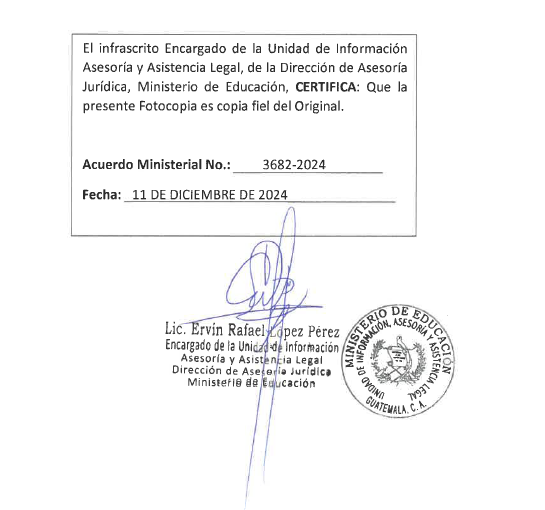 El infrascrito Encargado de la Unidad de Información
Asesoría y Asistencia Legal, de la Dirección de Asesoría
Jurídica, Ministerio de Educación, CERTIFICA: Que la
presente Fotocopia es copia fiel del Original.
Acuerdo Ministerial No.: 3682-2024
Fecha: 11 DE DICIEMBRE DE 2024
Lic. Ervín Rafael López Pérez
Encargado de la Unidad de Información
Asesoría y Asistencia Legal
Dirección de Asesoría Jurídica
Ministerio de Educación
MINISTERIO DE EDUCACIÓN
UNIDAD DE INFORMACIÓN, ASESORIA Y ASISTENCIA LEGAL
GUATEMALA, C. A.